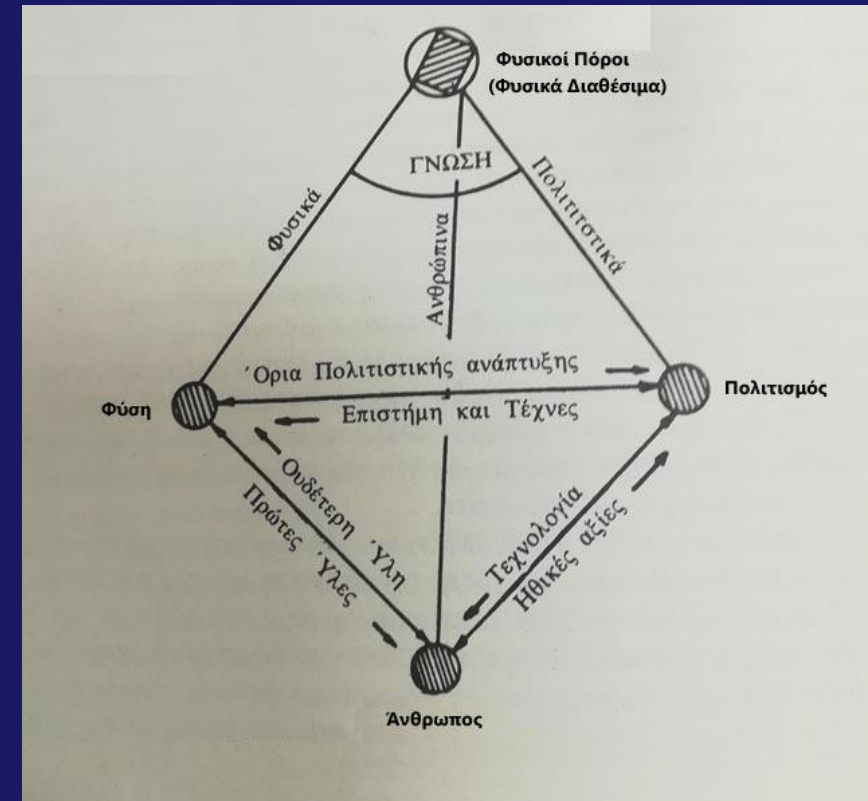 Φυσικοί Πόροι
(Φυσικά Διαθέσιμα)
ΓΝΩΣΗ
Φυσικά
Ανθρώπινα
Πολιτιτστικά
Όρια Πολιτιστικής ανάπτυξης
Φύση
Πολιτισμός
Επιστήμη και Τέχνες
Ουδέτερη Ύλη
Πρώτες Ύλες
Τεχνολογία
Ηθικές αξίες
Άνθρωπος